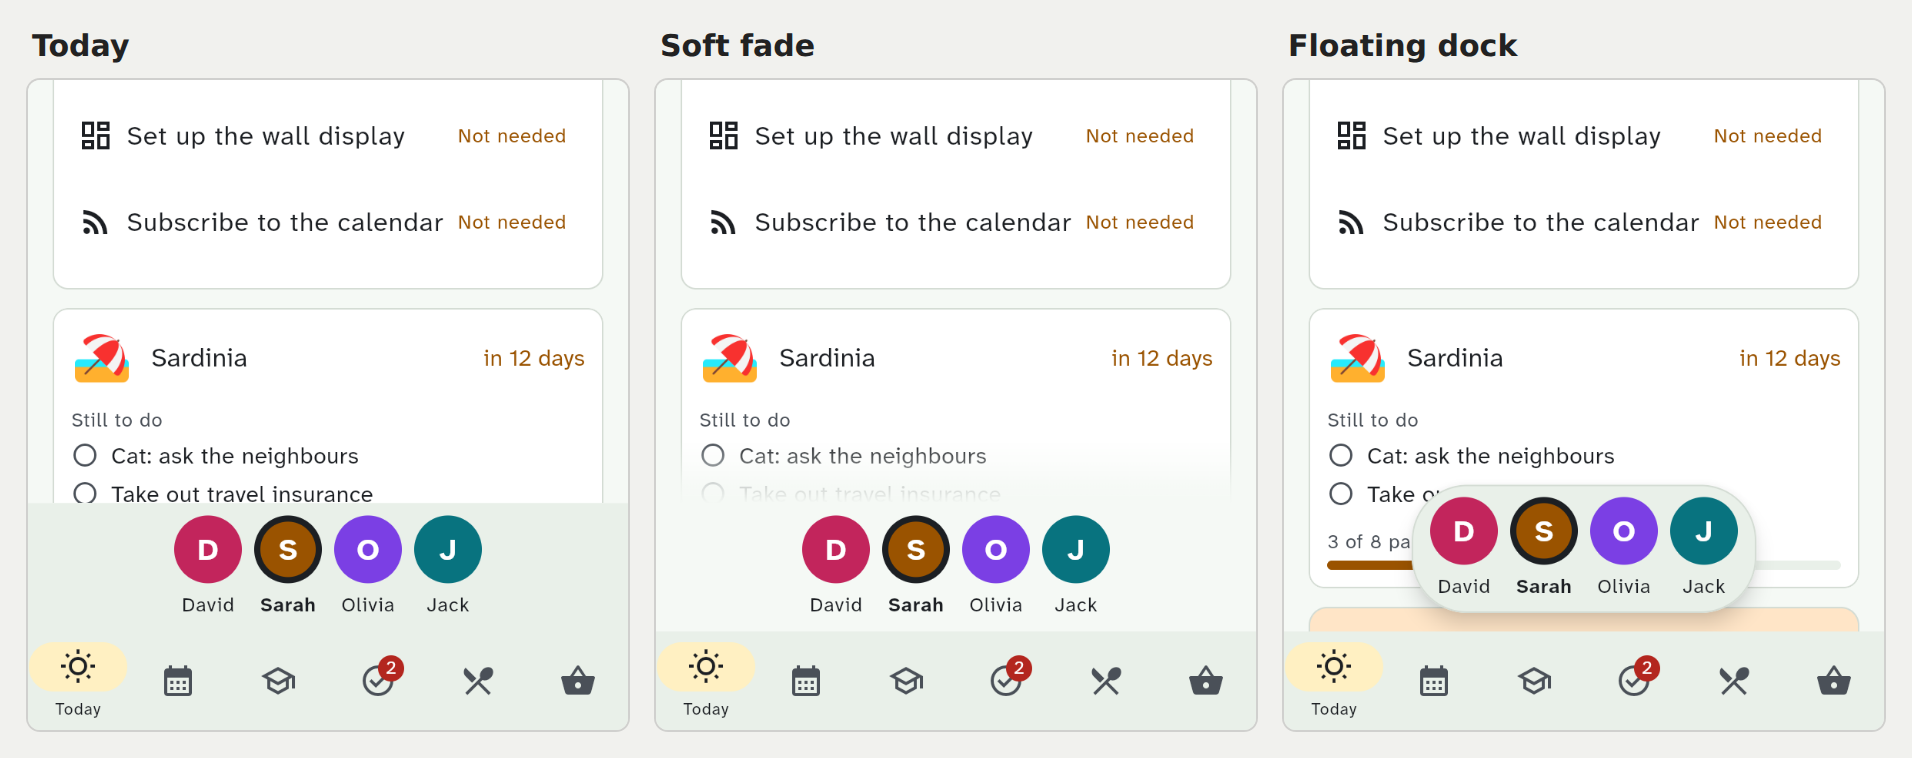 Today
Set up the wall display Not needed
Subscribe to the calendar Not needed
Sardinia in 12 days
Still to do
Cat: ask the neighbours
Take out travel insurance
D S O J
David Sarah Olivia Jack
2
Today
Soft fade
Set up the wall display Not needed
Subscribe to the calendar Not needed
Sardinia in 12 days
Still to do
Cat: ask the neighbours
Take out travel insurance
D S O J
David Sarah Olivia Jack
2
Today
Floating dock
Set up the wall display Not needed
Subscribe to the calendar Not needed
Sardinia in 12 days
Still to do
Cat: ask the neighbours
Take
3 of 8
D S O J
David Sarah Olivia Jack
2
Today